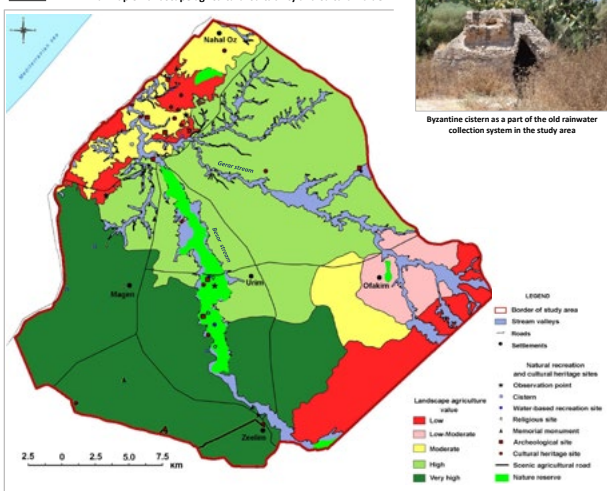 Mediterranean sea
Nahal Oz
Gerar stream
Besor stream
Magen
Urim
Ofakim
Zeelim
2.5 0 2.5 5 7.5
KM
Byzantine cistern as a part of the old rainwater
collection system in the study area
LEGEND
Border of study area
Stream valleys
Roads
Settlements
Natural recreation
and cultural heritage sites
Observation point
Cistern
Water-based recreation site
Religious site
Memorial monument
Archeological site
Cultural heritage site
Scenic agricultural road
Nature reserve
Landscape agriculture
value
Low
Low-Moderate
Moderate
High
Very high